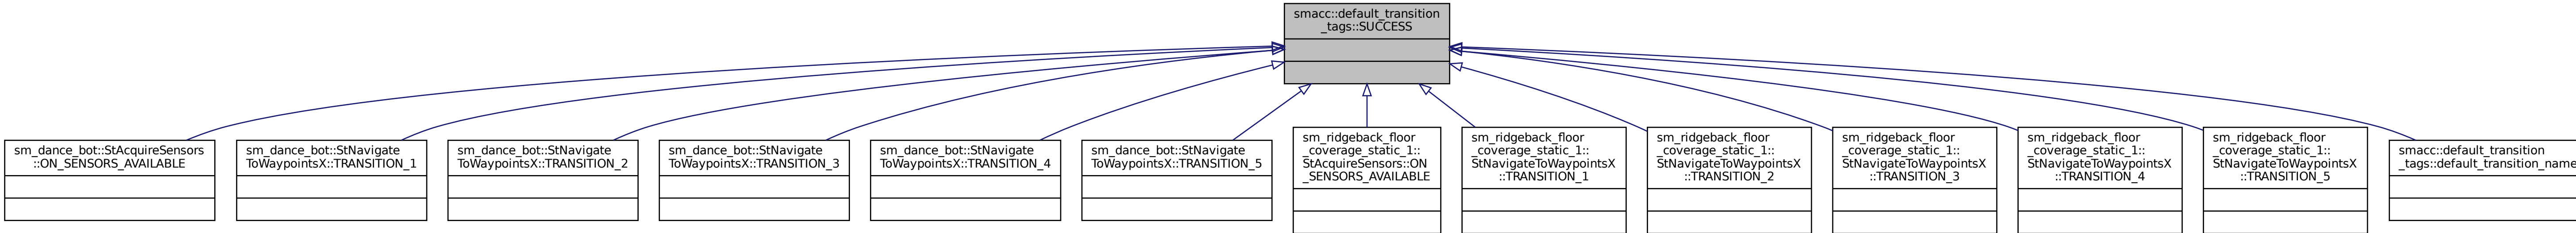 smacc::default_transition
_tags::SUCCESS
sm_dance_bot::StAcquireSensors
::ON_SENSORS_AVAILABLE
sm_dance_bot::StNavigate
ToWaypointsX::TRANSITION_1
sm_dance_bot::StNavigate
ToWaypointsX::TRANSITION_2
sm_dance_bot::StNavigate
ToWaypointsX::TRANSITION_3
sm_dance_bot::StNavigate
ToWaypointsX::TRANSITION_4
sm_dance_bot::StNavigate
ToWaypointsX::TRANSITION_5
sm_ridgeback_floor
_coverage_static_1::
StAcquireSensors::ON
_SENSORS_AVAILABLE
sm_ridgeback_floor
_coverage_static_1::
StNavigateToWaypointsX
::TRANSITION_1
sm_ridgeback_floor
_coverage_static_1::
StNavigateToWaypointsX
::TRANSITION_2
sm_ridgeback_floor
_coverage_static_1::
StNavigateToWaypointsX
::TRANSITION_3
sm_ridgeback_floor
_coverage_static_1::
StNavigateToWaypointsX
::TRANSITION_4
sm_ridgeback_floor
_coverage_static_1::
StNavigateToWaypointsX
::TRANSITION_5
smacc::default_transition
_tags::default_transition_name